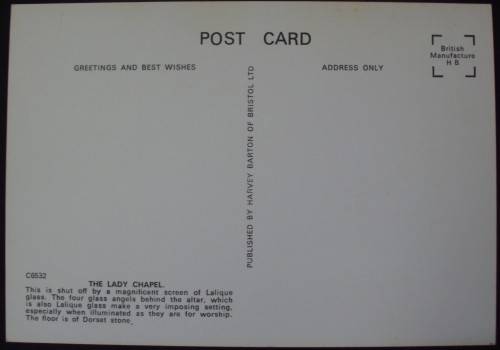 POST CARD
British
Manufacture
H B
GREETINGS AND BEST WISHES
ADDRESS ONLY
PUBLISHED BY HARVEY BARTON OF BRISTOL LTD
C6532
THE LADY CHAPEL.
This is shut off by a magnificent screen of Lalique
glass. The four glass angels behind the altar, which
is also Lalique glass make a very imposing setting,
especially when illuminated as they are for worship.
The floor is of Dorset stone.